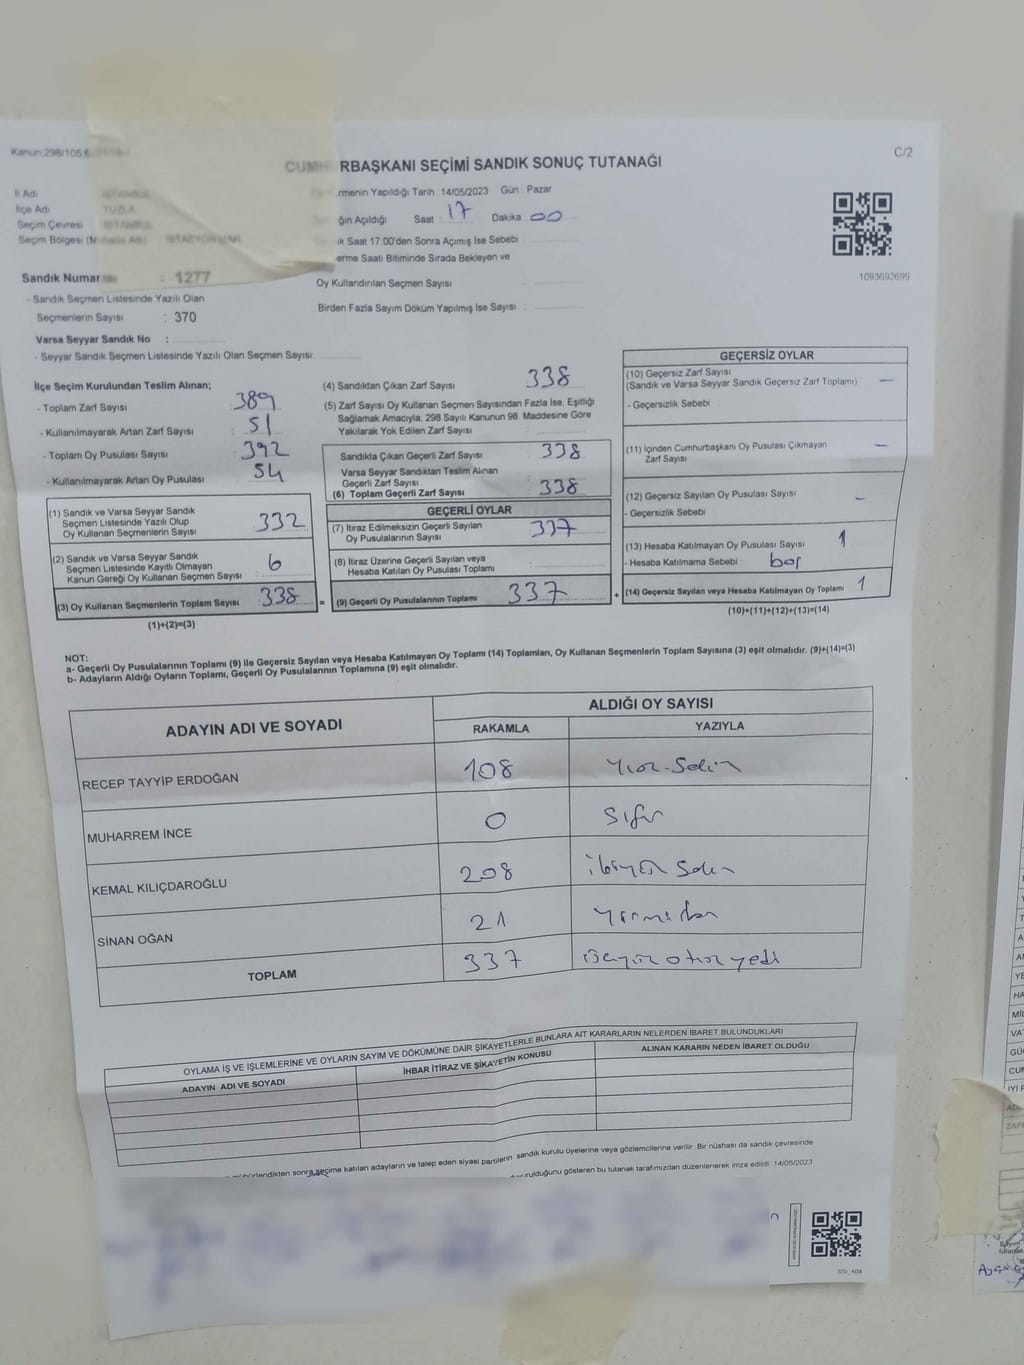 C/2
CUMHURBAŞKANI SEÇİMİ SANDIK SONUÇ TUTANAĞI
Kanun:298/105
İl Adı
İlçe Adı TUZLA
Seçim Çevresi İSTANBUL
Seçim Bölgesi
Sandık Numarası : 1277
- Sandık Seçmen Listesinde Yazılı Olan
Seçmenlerin Sayısı : 370
Varsa Seyyar Sandık No :
- Seyyar Sandık Seçmen Listesinde Yazılı Olan Seçmen Sayısı:
rmenin Yapıldığı Tarih 14/05/2023 Gün : Pazar
ğın Açıldığı Saat 17 Dakika 00
k Saat 17.00'den Sonra Açımış İse Sebebi
erme Saati Bitiminde Sırada Bekleyen ve
Oy Kullandırılan Seçmen Sayısı :
Birden Fazla Sayım Döküm Yapılmış İse Sayısı :
1093692699
İlçe Seçim Kurulundan Teslim Alınan;
- Toplam Zarf Sayısı 389
- Kullanılmayarak Artan Zarf Sayısı : 51
- Toplam Oy Pusulası Sayısı : 392
- Kullanılmayarak Artan Oy Pusulası 54
(1) Sandık ve Varsa Seyyar Sandık
Seçmen Listesinde Yazılı Olup
Oy Kullanan Seçmenlerin Sayısı 332
(2) Sandık ve Varsa Seyyar Sandık
Seçmen Listesinde Kayıtlı Olmayan
Kanun Gereği Oy Kullanan Seçmen Sayısı 6
(3) Oy Kullanan Seçmenlerin Toplam Sayısı 338
(1)+(2)=(3)
(4) Sandıktan Çıkan Zarf Sayısı 338
(5) Zarf Sayısı Oy Kullanan Seçmen Sayısından Fazla İse, Eşitliği
Sağlamak Amacıyla; 298 Sayılı Kanunun 98. Maddesine Göre
Yakılarak Yok Edilen Zarf Sayısı
Sandıkta Çıkan Geçerli Zarf Sayısı 338
Varsa Seyyar Sandıktan Teslim Alınan
Geçerli Zarf Sayısı
(6) Toplam Geçerli Zarf Sayısı 338
GEÇERLİ OYLAR
(7) İtiraz Edilmeksizin Geçerli Sayılan
Oy Pusulalarının Sayısı 337
(8) İtiraz Üzerine Geçerli Sayılan veya
Hesaba Katılan Oy Pusulası Toplamı
= (9) Geçerli Oy Pusulalarının Toplamı 337 +
GEÇERSİZ OYLAR
(10) Geçersiz Zarf Sayısı
(Sandık ve Varsa Seyyar Sandık Geçersiz Zarf Toplamı) —
- Geçersizlik Sebebi
(11) İçinden Cumhurbaşkanı Oy Pusulası Çıkmayan
Zarf Sayısı —
(12) Geçersiz Sayılan Oy Pusulası Sayısı —
- Geçersizlik Sebebi
(13) Hesaba Katılmayan Oy Pusulası Sayısı 1
- Hesaba Katılmama Sebebi boş
(14) Geçersiz Sayılan veya Hesaba Katılmayan Oy Toplamı 1
(10)+(11)+(12)+(13)=(14)
NOT:
a- Geçerli Oy Pusulalarının Toplamı (9) ile Geçersiz Sayılan veya Hesaba Katılmayan Oy Toplamı (14) Toplamları, Oy Kullanan Seçmenlerin Toplam Sayısına (3) eşit olmalıdır. (9)+(14)=(3)
b- Adayların Aldığı Oyların Toplamı, Geçerli Oy Pusulalarının Toplamına (9) eşit olmalıdır.
ADAYIN ADI VE SOYADI
ALDIĞI OY SAYISI
RAKAMLA YAZIYLA
RECEP TAYYİP ERDOĞAN 108 Yüz-Sekiz
MUHARREM İNCE 0 Sıfır
KEMAL KILIÇDAROĞLU 208 ikiyüz Sekiz
SİNAN OĞAN 21 Yirmi bir
TOPLAM 337 üçyüz otuz yedi
OYLAMA İŞ VE İŞLEMLERİNE VE OYLARIN SAYIM VE DÖKÜMÜNE DAİR ŞİKAYETLERLE BUNLARA AİT KARARLARIN NELERDEN İBARET BULUNDUKLARI
ADAYIN ADI VE SOYADI İHBAR İTİRAZ VE ŞİKAYETİN KONUSU ALINAN KARARIN NEDEN İBARET OLDUĞU
mühürlendikten sonra seçime katılan adayların ve talep eden siyasi partilerin sandık kurulu üyelerine veya gözlemcilerine verilir. Bir nüshası da sandık çevresinde
urulduğunu gösteren bu tutanak tarafımızdan düzenlenerek imza edildi. 14/05/2023